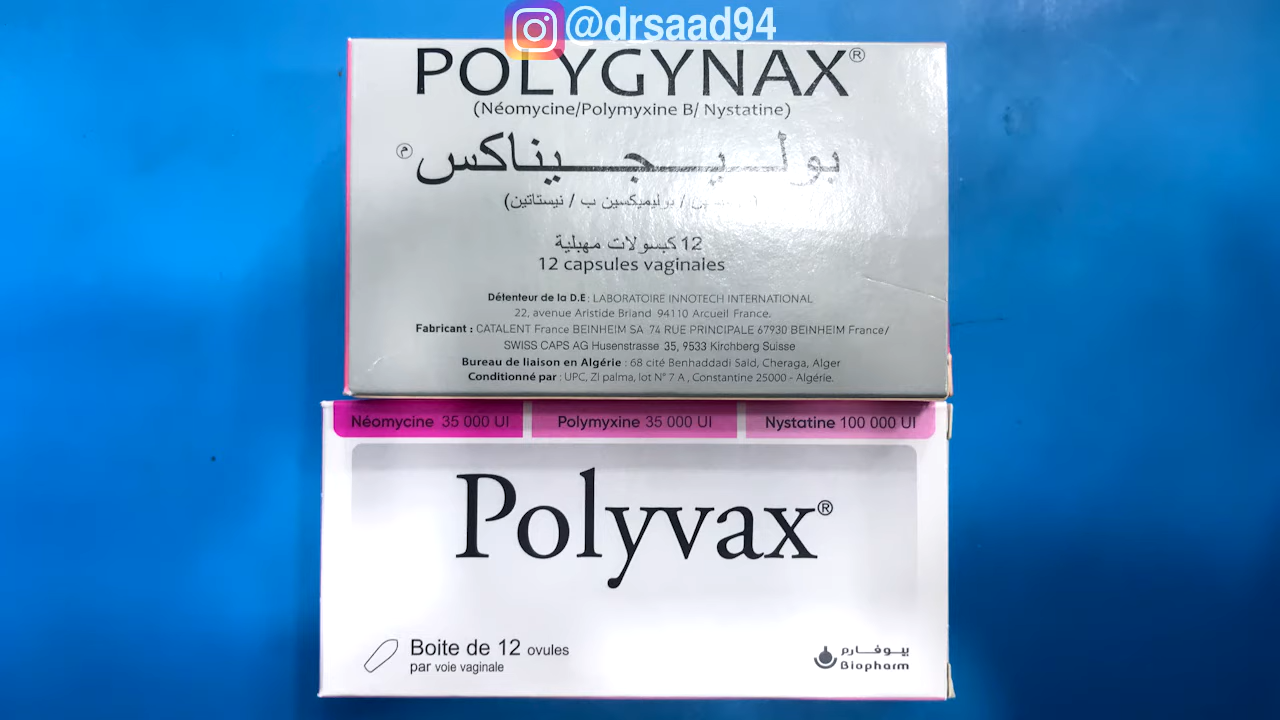 @drsaad94
POLYGYNAX®
(Néomycine/Polymyxine B/ Nystatine)
بوليجيناكس م
/ بوليميكسين ب / نيستاتين)
12 كبسولات مهبلية
12 capsules vaginales
Détenteur de la D.E : LABORATOIRE INNOTECH INTERNATIONAL
22, avenue Aristide Briand 94110 Arcueil France.
Fabricant : CATALENT France BEINHEIM SA 74 RUE PRINCIPALE 67930 BEINHEIM France/
SWISS CAPS AG Husenstrasse 35, 9533 Kirchberg Suisse
Bureau de liaison en Algérie : 68 cité Benhaddadi Saïd, Cheraga, Alger
Conditionné par : UPC, ZI palma, lot N° 7 A , Constantine 25000 - Algérie.
Néomycine 35 000 UI
Polymyxine 35 000 UI
Nystatine 100 000 UI
Polyvax®
Boite de 12 ovules
par voie vaginale
بيوفارم
Biopharm